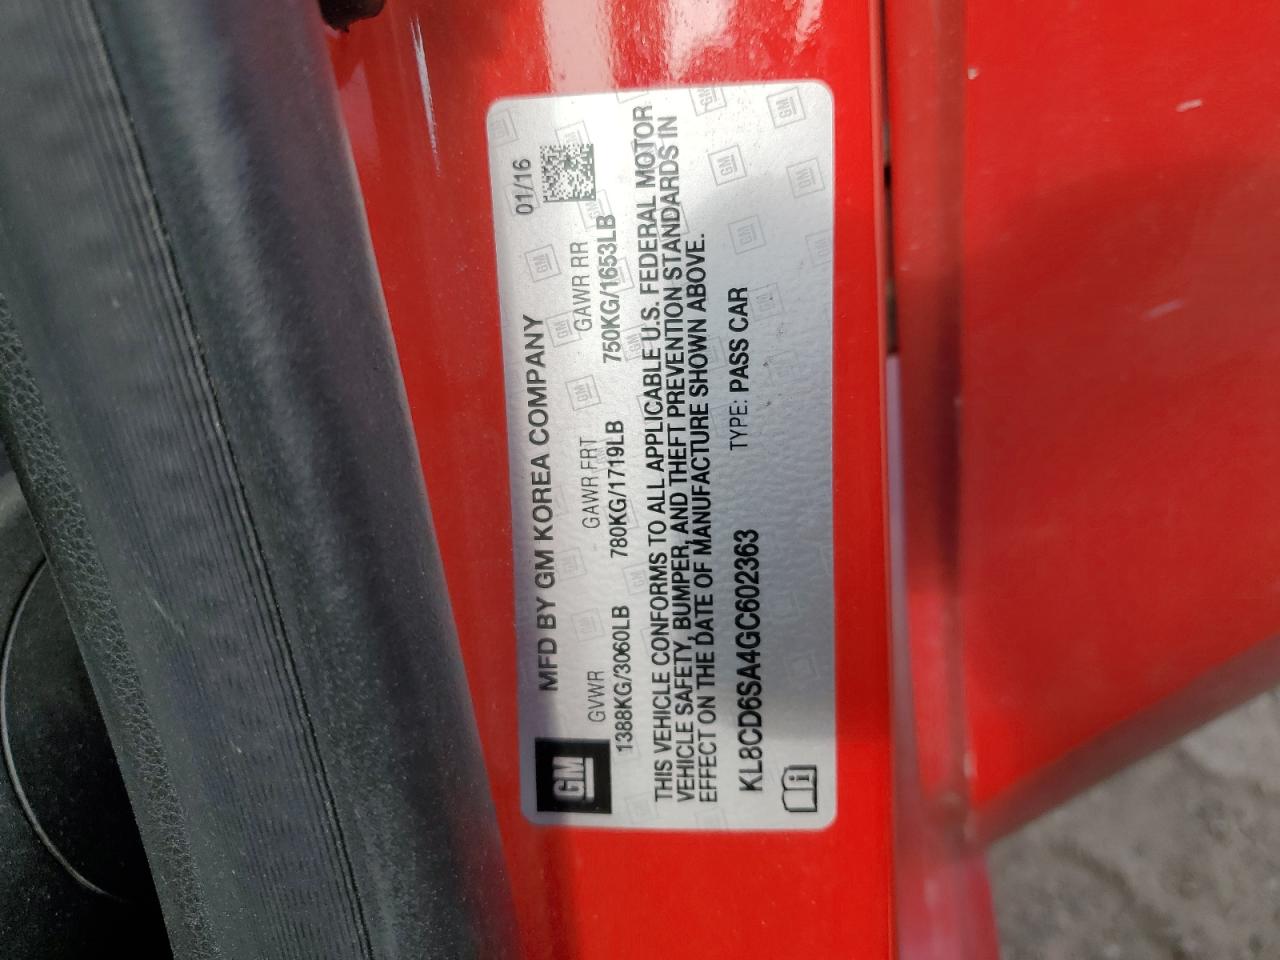 MFD BY GM KOREA COMPANY 01/16
GVWR GAWR FRT GAWR RR
1388KG/3060LB 780KG/1719LB 750KG/1653LB
THIS VEHICLE CONFORMS TO ALL APPLICABLE U.S. FEDERAL MOTOR
VEHICLE SAFETY, BUMPER, AND THEFT PREVENTION STANDARDS IN
EFFECT ON THE DATE OF MANUFACTURE SHOWN ABOVE.
KL8CD6SA4GC602363 TYPE: PASS CAR
GM